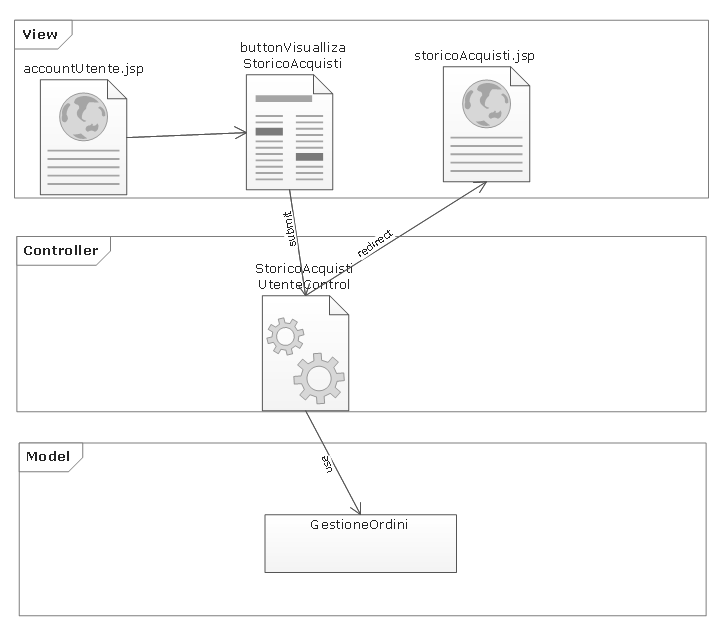 View
accountUtente.jsp
buttonVisualliza
StoricoAcquisti
storicoAcquisti.jsp
submit
redirect
Controller
StoricoAcquisti
UtenteControl
use
Model
GestioneOrdini